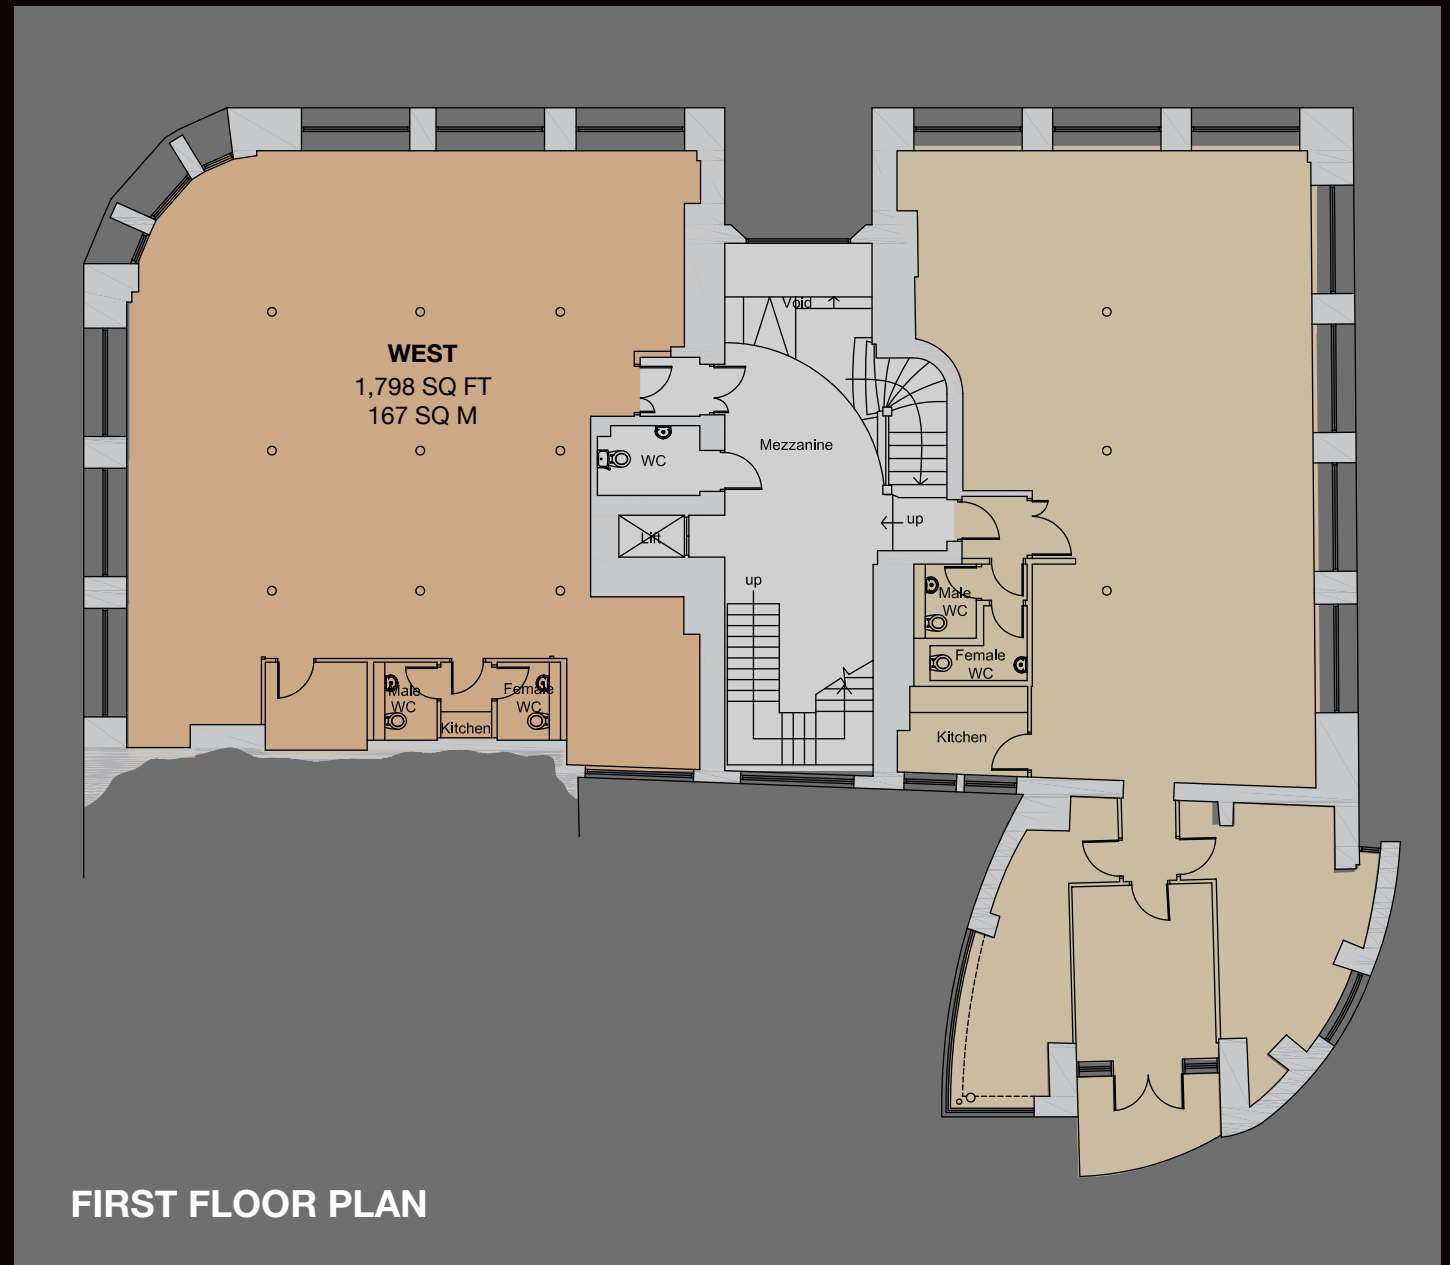 Void
WEST
1,798 SQ FT
167 SQ M
Mezzanine
WC
up
Lift
up
Male
WC
Female
WC
Male
WC
Female
WC
Kitchen
Kitchen
FIRST FLOOR PLAN